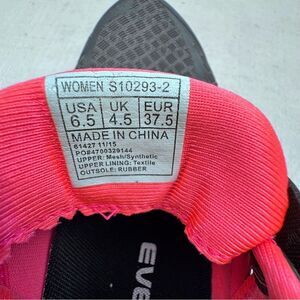 WOMEN S10293-2
USA UK EUR
6.5 4.5 37.5
MADE IN CHINA
61427 11/15
PO#4700329144
UPPER: Mesh/Synthetic
UPPER LINING: Textile
OUTSOLE: RUBBER
EVE